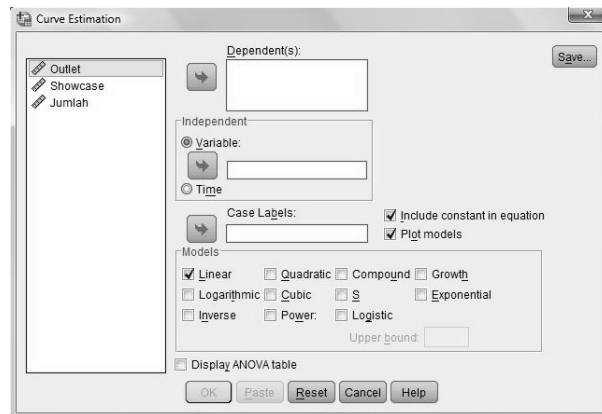 Curve Estimation
Outlet
Showcase
Jumlah
Dependent(s):
Save...
Independent
Variable:
Time
Case Labels:
Include constant in equation
Plot models
Models
Linear Quadratic Compound Growth
Logarithmic Cubic S Exponential
Inverse Power: Logistic
Upper bound:
Display ANOVA table
OK Paste Reset Cancel Help